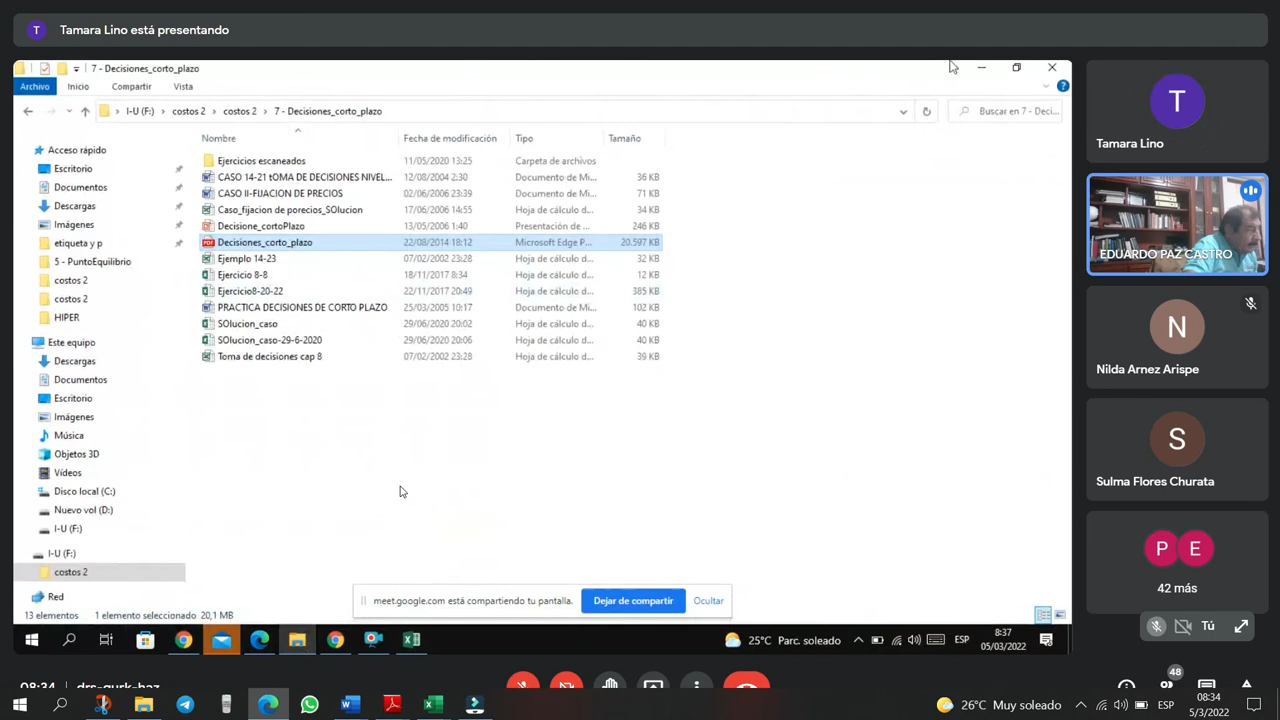 T Tamara Lino está presentando
7 - Decisiones_corto_plazo
Archivo Inicio Compartir Vista
I-U (F:) costos 2 costos 2 7 - Decisiones_corto_plazo Buscar en 7 - Deci...
Nombre Fecha de modificación Tipo Tamaño
Acceso rápido
Escritorio
Documentos
Descargas
Imágenes
etiqueta y p
5 - PuntoEquilibrio
costos 2
costos 2
HIPER
Este equipo
Descargas
Documentos
Escritorio
Imágenes
Música
Objetos 3D
Vídeos
Disco local (C:)
Nuevo vol (D:)
I-U (F:)
I-U (F:)
costos 2
Red
Ejercicios escaneados 11/05/2020 13:25 Carpeta de archivos
CASO 14-21 tOMA DE DECISIONES NIVEL... 12/08/2004 2:30 Documento de Mi... 36 KB
CASO II-FIJACION DE PRECIOS 02/06/2006 23:39 Documento de Mi... 71 KB
Caso_fijacion de porecios_SOlucion 17/06/2006 14:55 Hoja de cálculo d... 34 KB
Decisione_cortoPlazo 13/05/2006 1:40 Presentación de ... 246 KB
PDF Decisiones_corto_plazo 22/08/2014 18:12 Microsoft Edge P... 20.597 KB
Ejemplo 14-23 07/02/2002 23:28 Hoja de cálculo d... 32 KB
Ejercicio 8-8 18/11/2017 8:34 Hoja de cálculo d... 12 KB
Ejercicio8-20-22 22/11/2017 20:49 Hoja de cálculo d... 385 KB
PRACTICA DECISIONES DE CORTO PLAZO 25/03/2005 10:17 Documento de Mi... 102 KB
SOlucion_caso 29/06/2020 20:02 Hoja de cálculo d... 40 KB
SOlucion_caso-29-6-2020 29/06/2020 20:06 Hoja de cálculo d... 40 KB
Toma de decisiones cap 8 07/02/2002 23:28 Hoja de cálculo d... 39 KB
meet.google.com está compartiendo tu pantalla. Dejar de compartir Ocultar
13 elementos 1 elemento seleccionado 20,1 MB
25°C Parc. soleado ESP 8:37
05/03/2022
T
Tamara Lino
EDUARDO PAZ CASTRO
N
Nilda Arnez Arispe
S
Sulma Flores Churata
P E
42 más
Tú
08:34 drs-gurk-haz
48
26°C Muy soleado ESP 08:34
5/3/2022